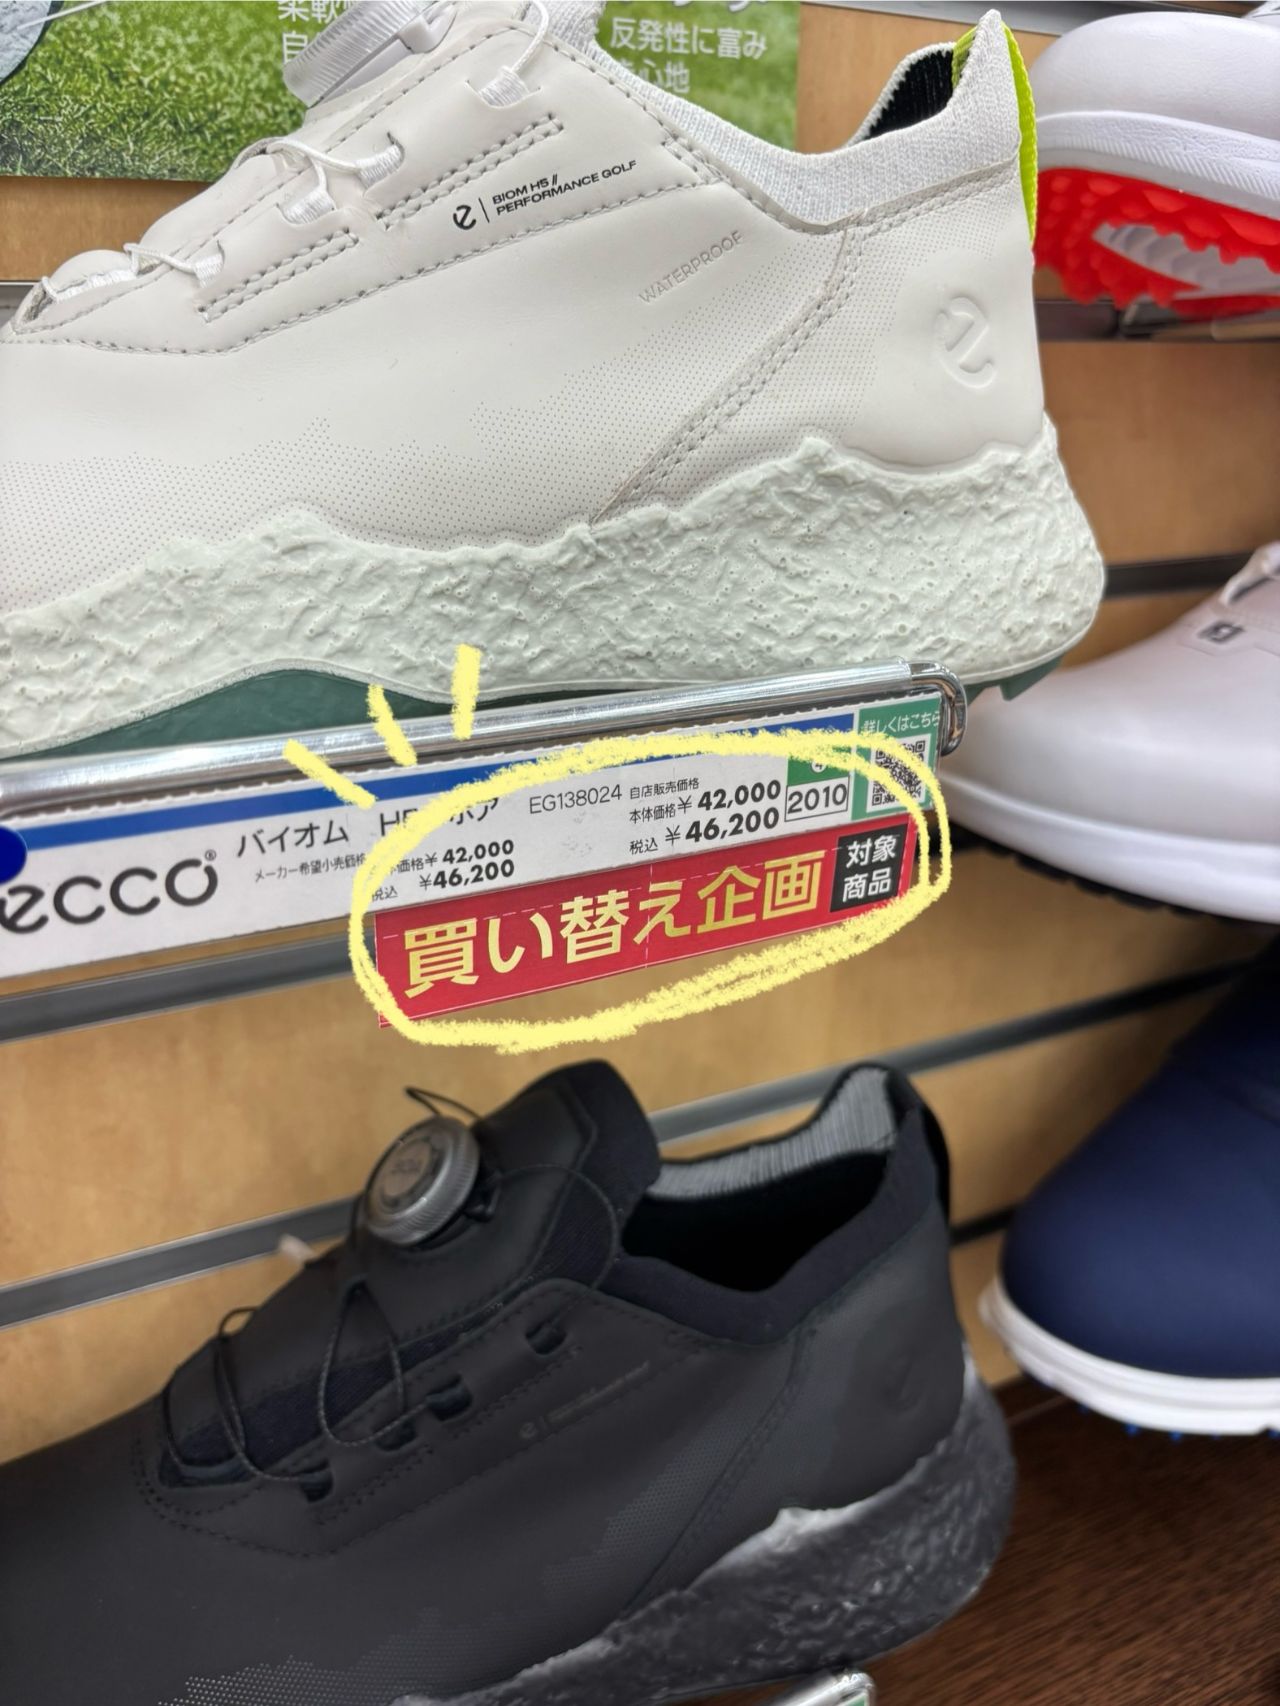 反発性に富み
BIOM H5 //
PERFORMANCE GOLF
WATERPROOF
詳しくはこちら
ecco
バイオム
EG138024
メーカー希望小売価格
価格¥ 42,000
税込 ¥46,200
自店販売価格
本体価格¥ 42,000
税込 ¥46,200
2010
買い替え企画
対象
商品